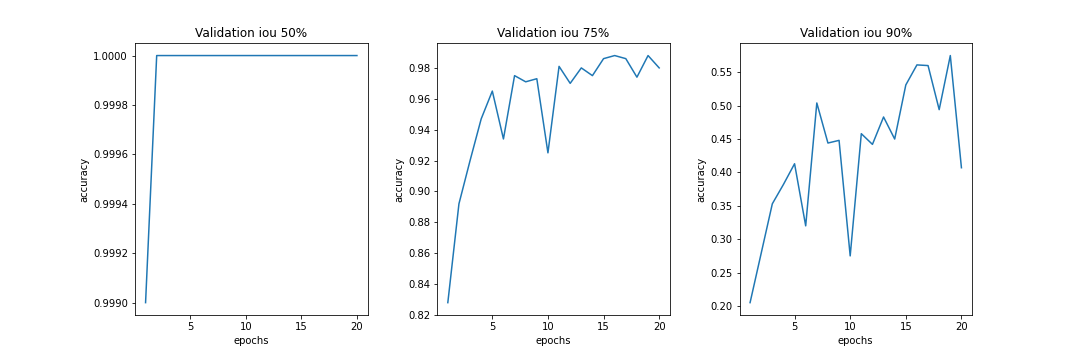 Validation iou 50%
accuracy
1.0000
0.9998
0.9996
0.9994
0.9992
0.9990
5 10 15 20
epochs
Validation iou 75%
accuracy
0.98
0.96
0.94
0.92
0.90
0.88
0.86
0.84
0.82
5 10 15 20
epochs
Validation iou 90%
accuracy
0.55
0.50
0.45
0.40
0.35
0.30
0.25
0.20
5 10 15 20
epochs